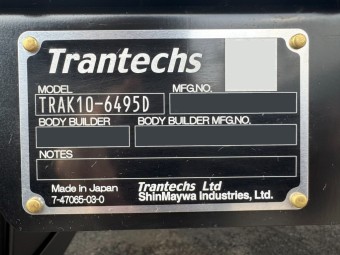 Trantechs
MODEL
MFG.NO.
TRAK10-6495D
BODY BUILDER
BODY BUILDER MFG.NO.
NOTES
Made in Japan
Trantechs Ltd
7-47065-03-0
ShinMaywa Industries, Ltd.